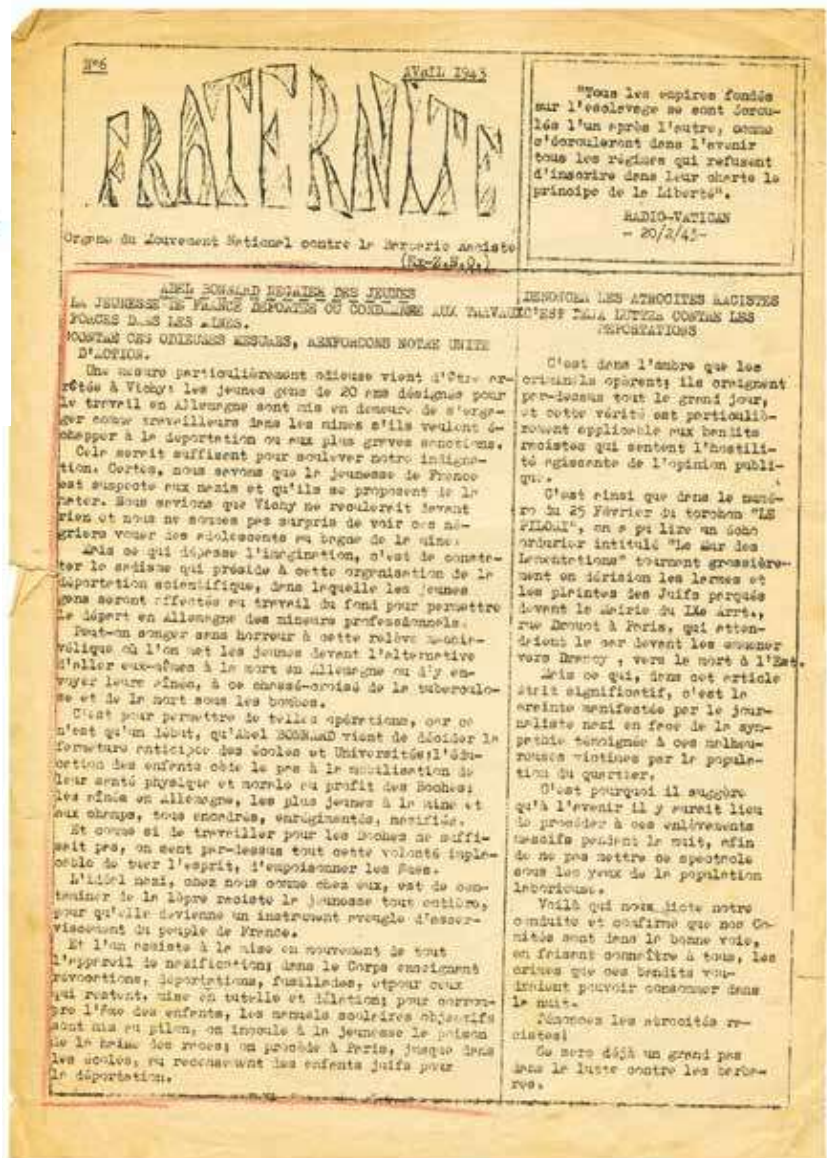 N°6
AVRIL 1943
FRATERNITE
Organe du Mouvement National contre la Barbarie raciste
(Ex-Z.N.O.)
"Tous les empires fondés
sur l'esclavage se sont écrou-
lés l'un après l'autre, comme
s'écrouleront dans l'avenir
tous les régimes qui refusent
d'inscrire dans leur charte le
principe de la Liberté".
RADIO-VATICAN
- 20/2/43-
ABEL BONNARD NEGRIER DES JEUNES
LA JEUNESSE DE FRANCE DEPORTEE OU CONDAMNEE AUX TRAVAUX
FORCES DANS LES MINES.
CONTRE CES ODIEUSES MESURES, RENFORCONS NOTRE UNITE
D'ACTION.
Une mesure particulièrement odieuse vient d'être ar-
rêtée à Vichy: les jeunes gens de 20 ans désignés pour
le travail en Allemagne sont mis en demeure de s'enga-
ger comme travailleurs dans les mines s'ils veulent é-
chapper à la deportation ou aux plus graves sanctions.
Cela serait suffisant pour soulever notre indigna-
tion. Certes, nous savons que la jeunesse de France
est suspecte aux nazis et qu'ils se proposent de la
mater. Nous savions que Vichy ne reculerait devant
rien et nous ne sommes pas surpris de voir ces né-
griers vouer des adolescents au bagne de la mine.
Mais ce qui dépasse l'imagination, c'est de consta-
ter le sadisme qui préside à cette organisation de la
déportation scientifique, dans laquelle les jeunes
gens seront affectés au travail du fond pour permettre
le départ en Allemagne des mineurs professionnels.
Peut-on songer sans horreur à cette relève machia-
vélique où l'on met les jeunes devant l'alternative
d'aller eux-mêmes à la mort en Allemagne ou d'y en-
voyer leurs aînés, à ce chassé-croisé de la tuberculo-
se et de la mort sous les bombes.
C'est pour permettre de telles opérations, car ce
n'est qu'un début, qu'Abel BONNARD vient de décider la
fermeture anticipée des écoles et Universités:l'édu-
cation des enfants cède le pas à la mobilisation de
leur santé physique et morale au profit des Boches:
les aînés en Allemagne, les plus jeunes à la mine et
aux champs, tous encadrés, enrégimentés, nazifiés.
Et comme si de travailler pour les Boches ne suffi-
sait pas, on sent par-dessus tout cette volonté impla-
cable de tuer l'esprit, d'empoisonner les âmes.
L'idéal nazi, chez nous comme chez eux, est de con-
taminer de la lèpre raciste la jeunesse tout entière,
pour qu'elle devienne un instrument aveugle d'asser-
vissement du peuple de France.
Et l'on assiste à la mise en mouvement de tout
l'appareil de nazification; dans le Corps enseignant
révocations, déportations, fusillades, etpour ceux
qui restent, mise en tutelle et délation; pour corrom-
pre l'âme des enfants, les manuels scolaires objectifs
sont mis au pilon; on inocule à la jeunesse le poison
de la haine des races; on procède à Paris, jusque dans
les écoles, au recensement des enfants juifs pour
la déportation.
DENONCER LES ATROCITES RACISTES
C'EST DEJA LUTTER CONTRE LES
DEPORTATIONS
C'est dans l'ombre que les
criminels opèrent; ils craignent
par-dessus tout le grand jour,
et cette vérité est particuliè-
rement applicable aux bandits
racistes qui sentent l'hostili-
té agissante de l'opinion publi-
que.
C'est ainsi que dans le numé-
ro du 25 Février du torchon "LE
PILORI", on a pu lire un écho
ordurier intitulé "Le Mur des
Lamentations" tournant grossière-
ment en dérision les larmes et
les plaintes des Juifs parqués
devant la Mairie du IXe Arrt.,
rue Drouot à Paris, qui atten-
daient le car devant les emmener
vers Drancy , vers la mort à l'Est.
Mais ce qui, dans cet article
était significatif, c'est la
crainte manifestée par le jour-
naliste nazi en face de la sym-
pathie témoignée à ces malheu-
reuses victimes par la popula-
tion du quartier.
C'est pourquoi il suggère
qu'à l'avenir il y aurait lieu
de procéder à ces enlèvements
massifs pendant la nuit, afin
de ne pas mettre ce spectacle
sous les yeux de la population
laborieuse.
Voilà qui nous dicte notre
conduite et confirme que nos Co-
mités sont dans la bonne voie,
en faisant connaître à tous, les
crimes que ces bandits vou-
draient pouvoir consommer dans
la nuit.
Dénonçons les atrocités ra-
cistes!
Ce sera déjà un grand pas
dans la lutte contre les barba-
res.